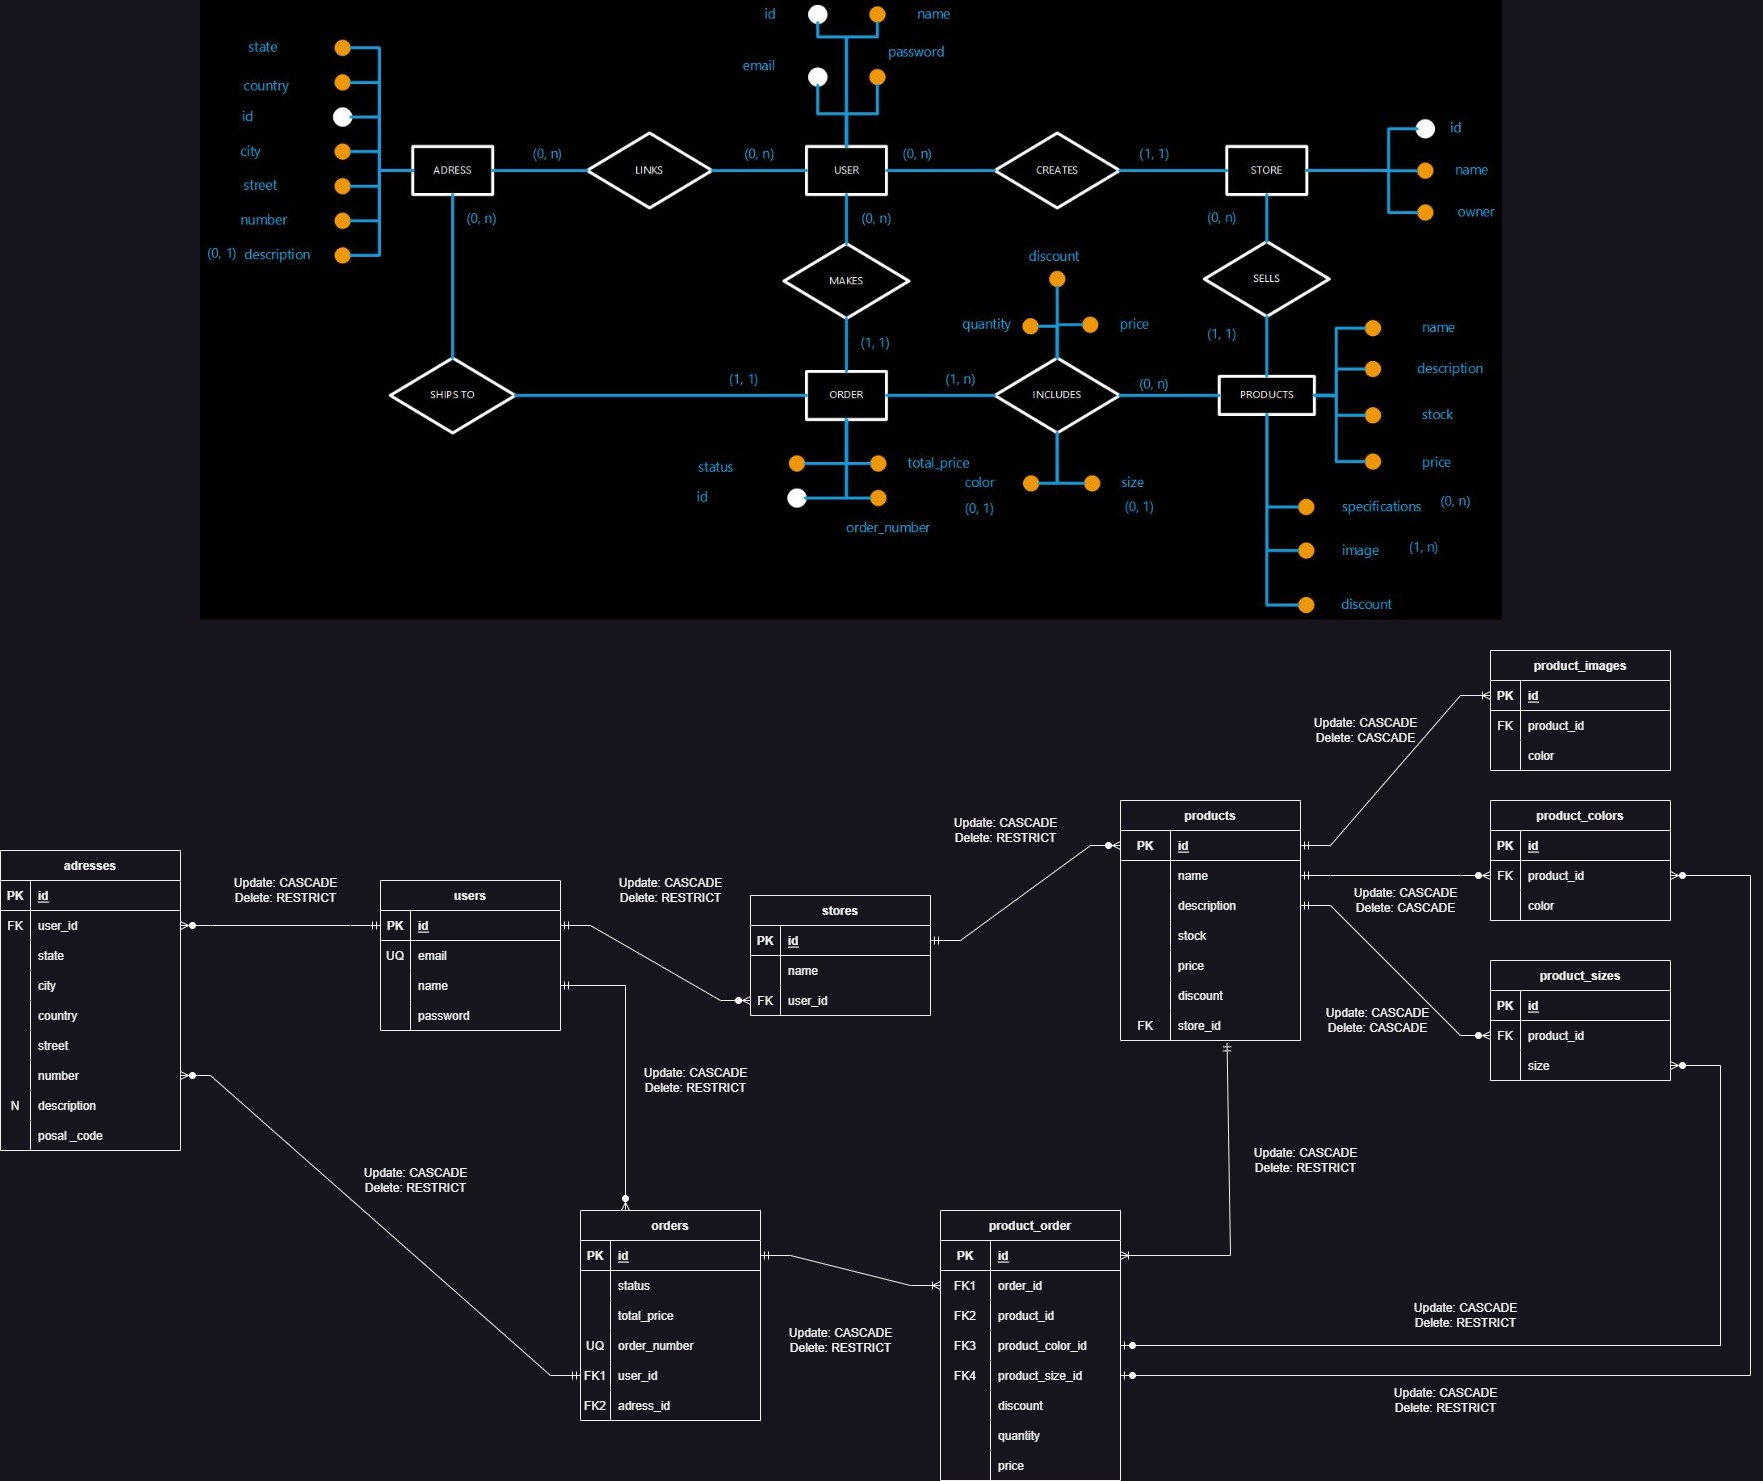 id
name
email
password
state
country
id
city
street
number
(0, 1) description
ADRESS
(0, n)
LINKS
(0, n)
USER
(0, n)
CREATES
(1, 1)
STORE
id
name
owner
(0, n)
(0, n)
(0, n)
MAKES
discount
quantity
price
SELLS
(1, 1)
(1, 1)
name
description
stock
price
SHIPS TO
(1, 1)
ORDER
(1, n)
INCLUDES
(0, n)
PRODUCTS
status
total_price
id
order_number
color
(0, 1)
size
(0, 1)
specifications (0, n)
image (1, n)
discount
product_images
PK id
FK product_id
color
Update: CASCADE
Delete: CASCADE
products
PK id
name
description
stock
price
discount
FK store_id
product_colors
PK id
FK product_id
color
Update: CASCADE
Delete: CASCADE
product_sizes
PK id
FK product_id
size
Update: CASCADE
Delete: CASCADE
Update: CASCADE
Delete: RESTRICT
adresses
PK id
FK user_id
state
city
country
street
number
N description
posal _code
Update: CASCADE
Delete: RESTRICT
users
PK id
UQ email
name
password
Update: CASCADE
Delete: RESTRICT
stores
PK id
name
FK user_id
Update: CASCADE
Delete: RESTRICT
Update: CASCADE
Delete: RESTRICT
Update: CASCADE
Delete: RESTRICT
orders
PK id
status
total_price
UQ order_number
FK1 user_id
FK2 adress_id
Update: CASCADE
Delete: RESTRICT
product_order
PK id
FK1 order_id
FK2 product_id
FK3 product_color_id
FK4 product_size_id
discount
quantity
price
Update: CASCADE
Delete: RESTRICT
Update: CASCADE
Delete: RESTRICT